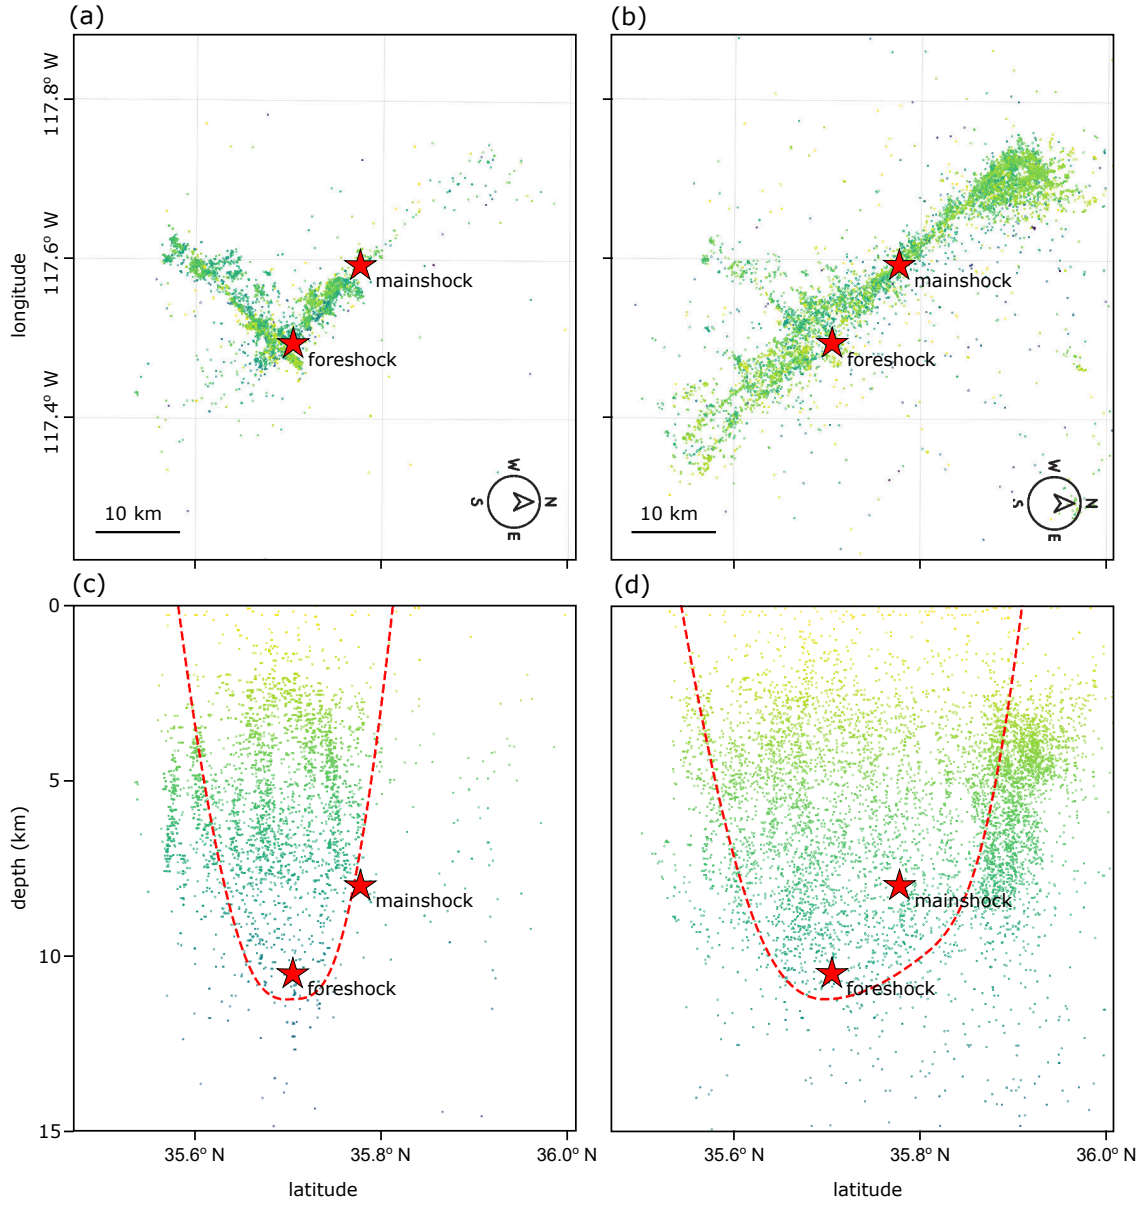 (a)
(b)
117.8° W
117.6° W
117.4° W
longitude
mainshock
foreshock
10 km
W
N
E
S
mainshock
foreshock
10 km
W
N
E
S
(c)
(d)
0
5
10
15
depth (km)
mainshock
foreshock
mainshock
foreshock
35.6° N
35.8° N
36.0° N
35.6° N
35.8° N
36.0° N
latitude
latitude